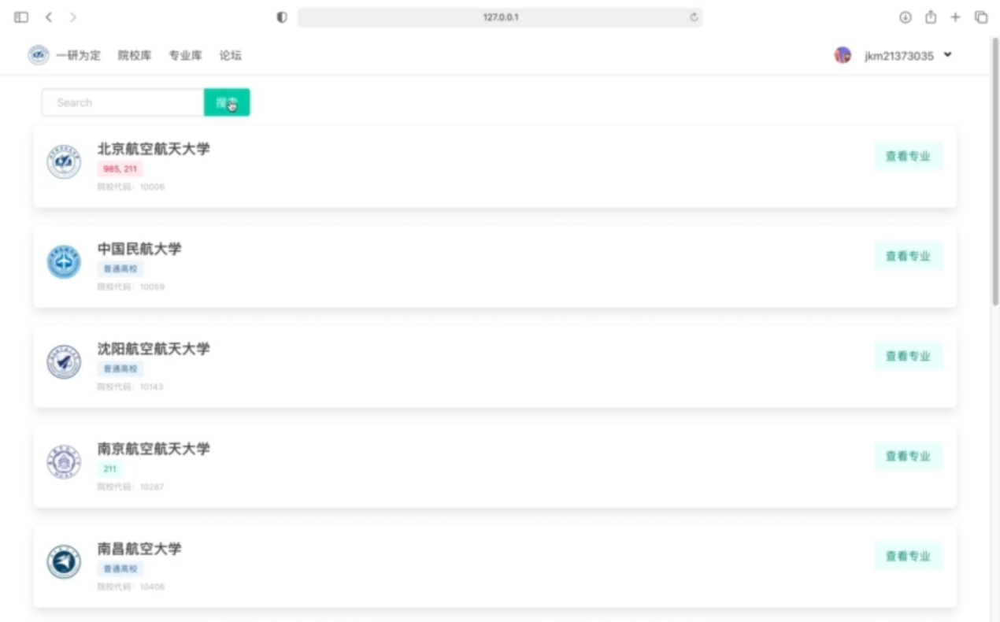 127.0.0.1
一研为定 院校库 专业库 论坛 jkm21373035
Search 搜索
北京航空航天大学
985, 211
院校代码：10006
查看专业
中国民航大学
普通高校
院校代码：10059
查看专业
沈阳航空航天大学
普通高校
院校代码：10143
查看专业
南京航空航天大学
211
院校代码：10287
查看专业
南昌航空大学
普通高校
院校代码：10406
查看专业